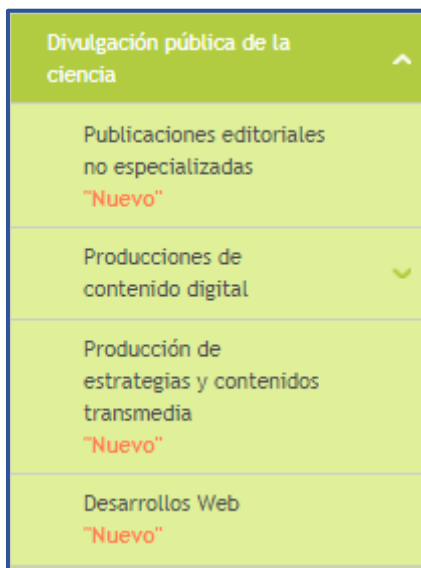 Divulgación pública de la
ciencia
Publicaciones editoriales
no especializadas
"Nuevo"
Producciones de
contenido digital
Producción de
estrategias y contenidos
transmedia
"Nuevo"
Desarrollos Web
"Nuevo"